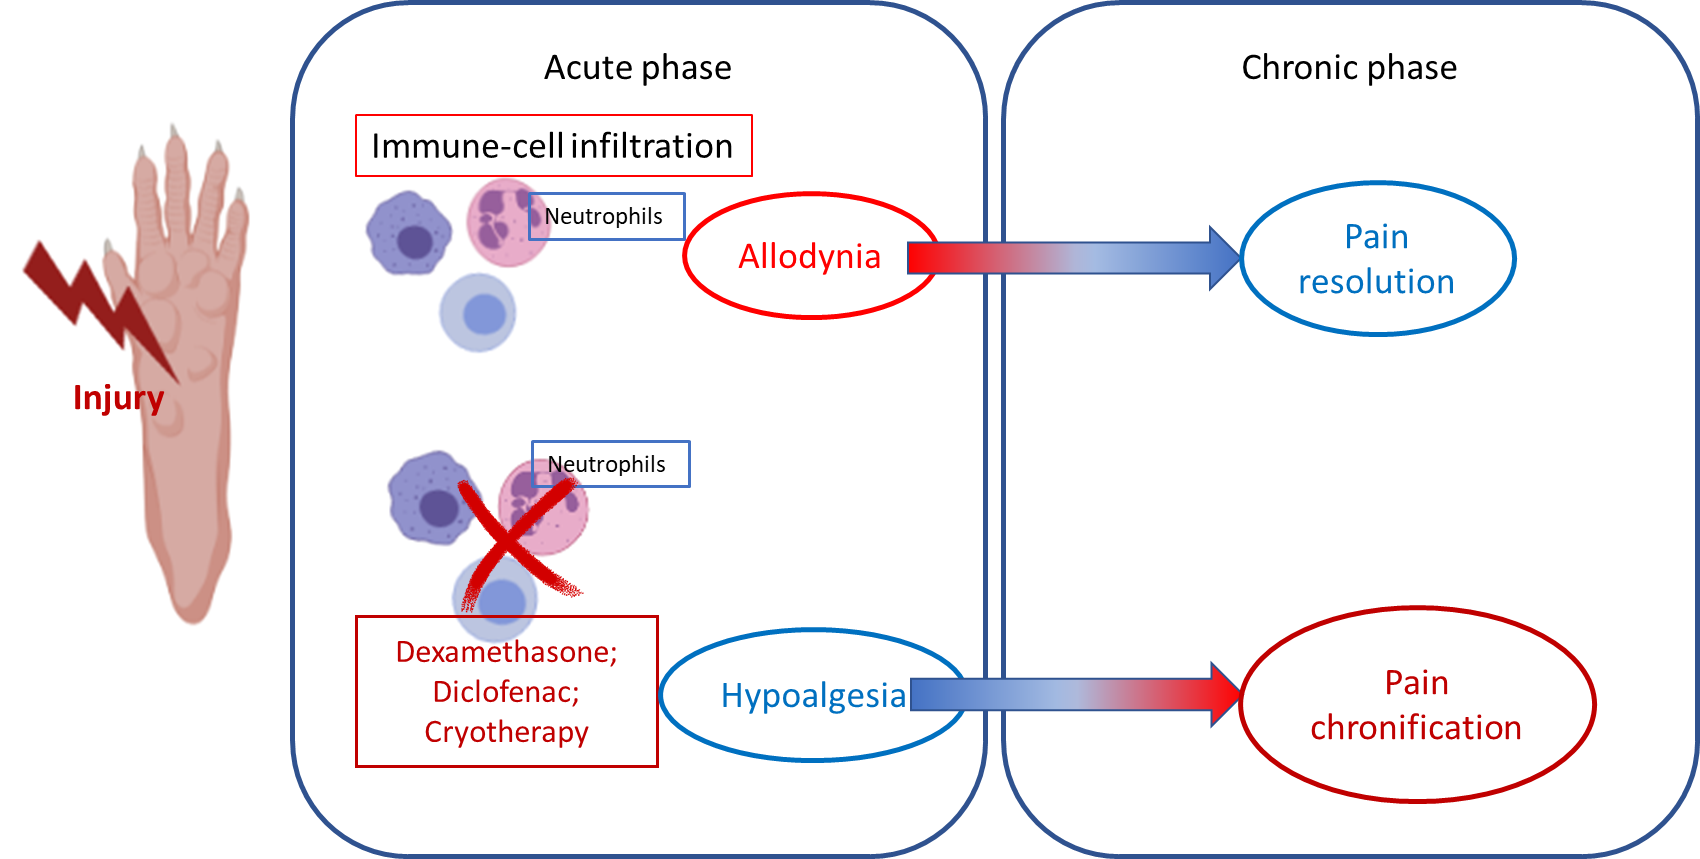 Acute phase
Chronic phase
Immune-cell infiltration
Neutrophils
Allodynia
Pain
resolution
Injury
Neutrophils
Dexamethasone;
Diclofenac;
Cryotherapy
Hypoalgesia
Pain
chronification